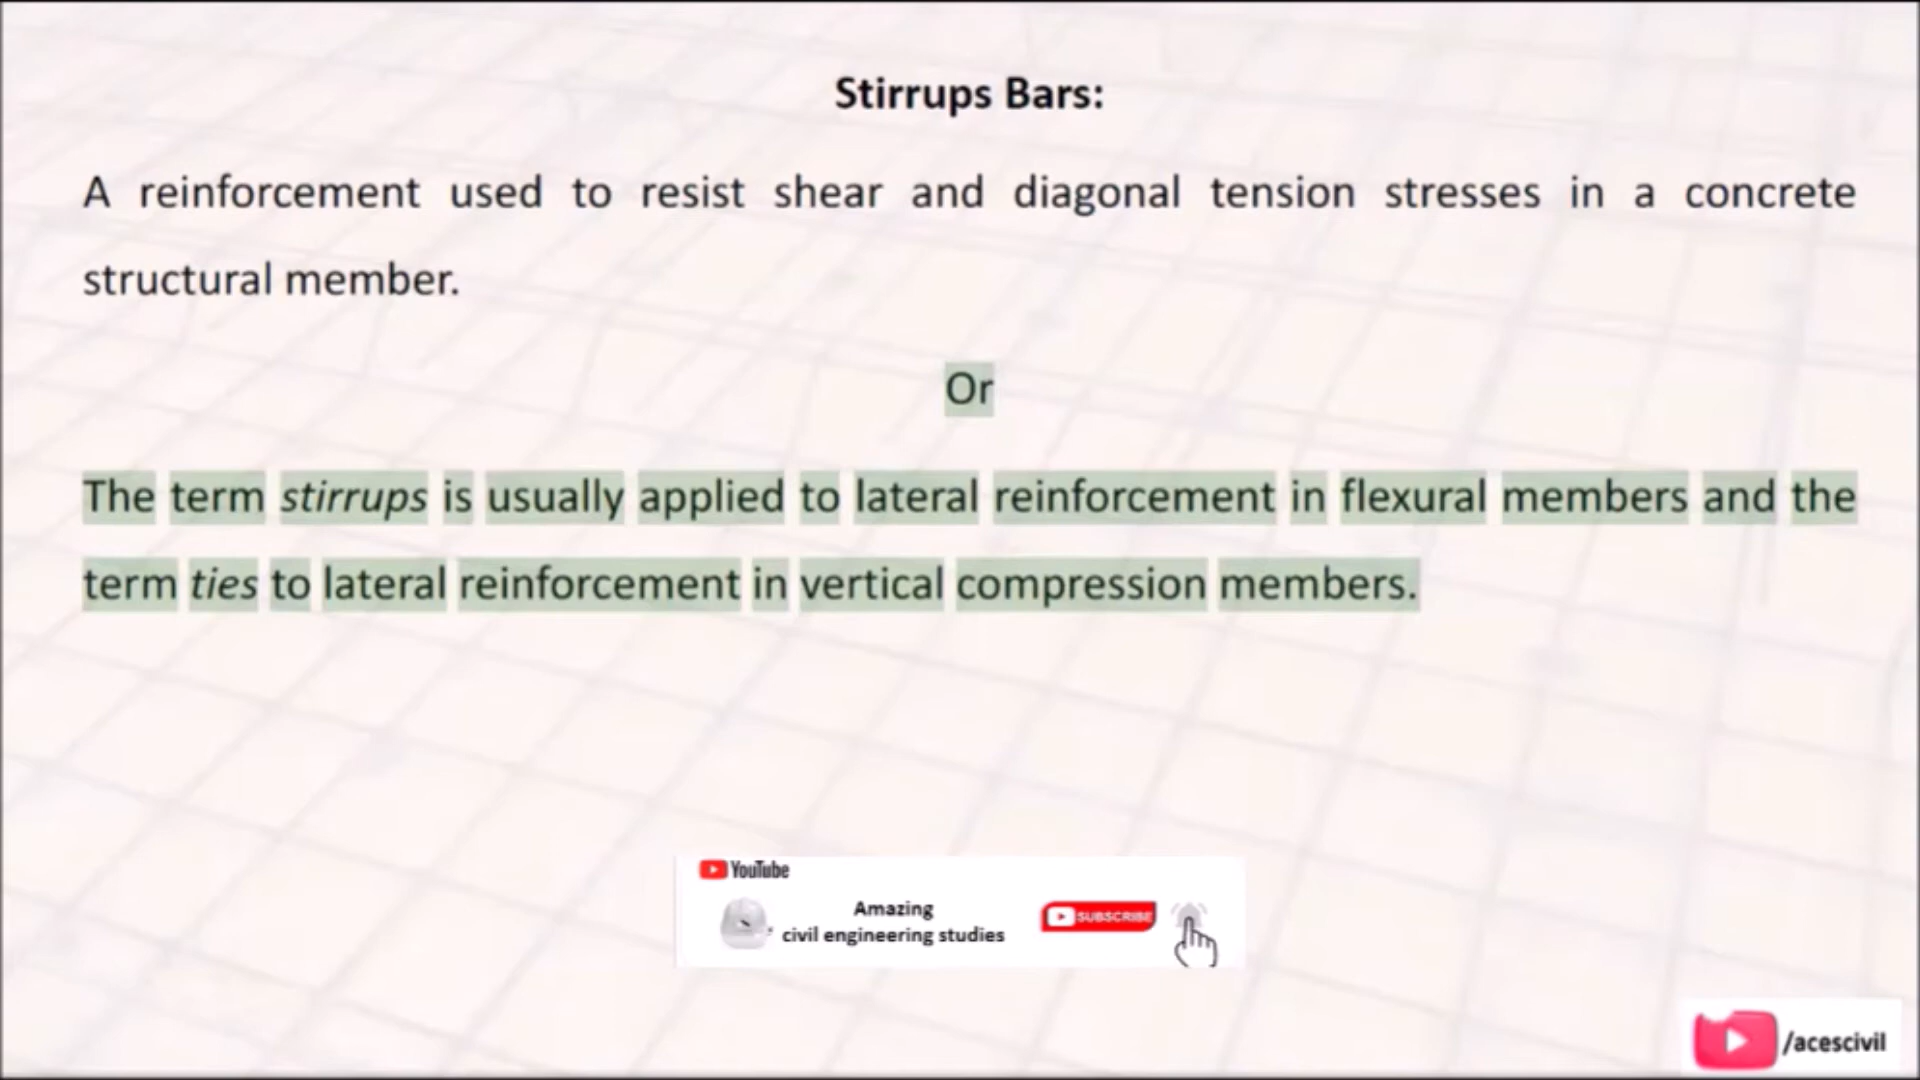 Stirrups Bars:
A reinforcement used to resist shear and diagonal tension stresses in a concrete
structural member.
Or
The term stirrups is usually applied to lateral reinforcement in flexural members and the
term ties to lateral reinforcement in vertical compression members.
YouTube
Amazing
civil engineering studies
SUBSCRIBE
/acescivil